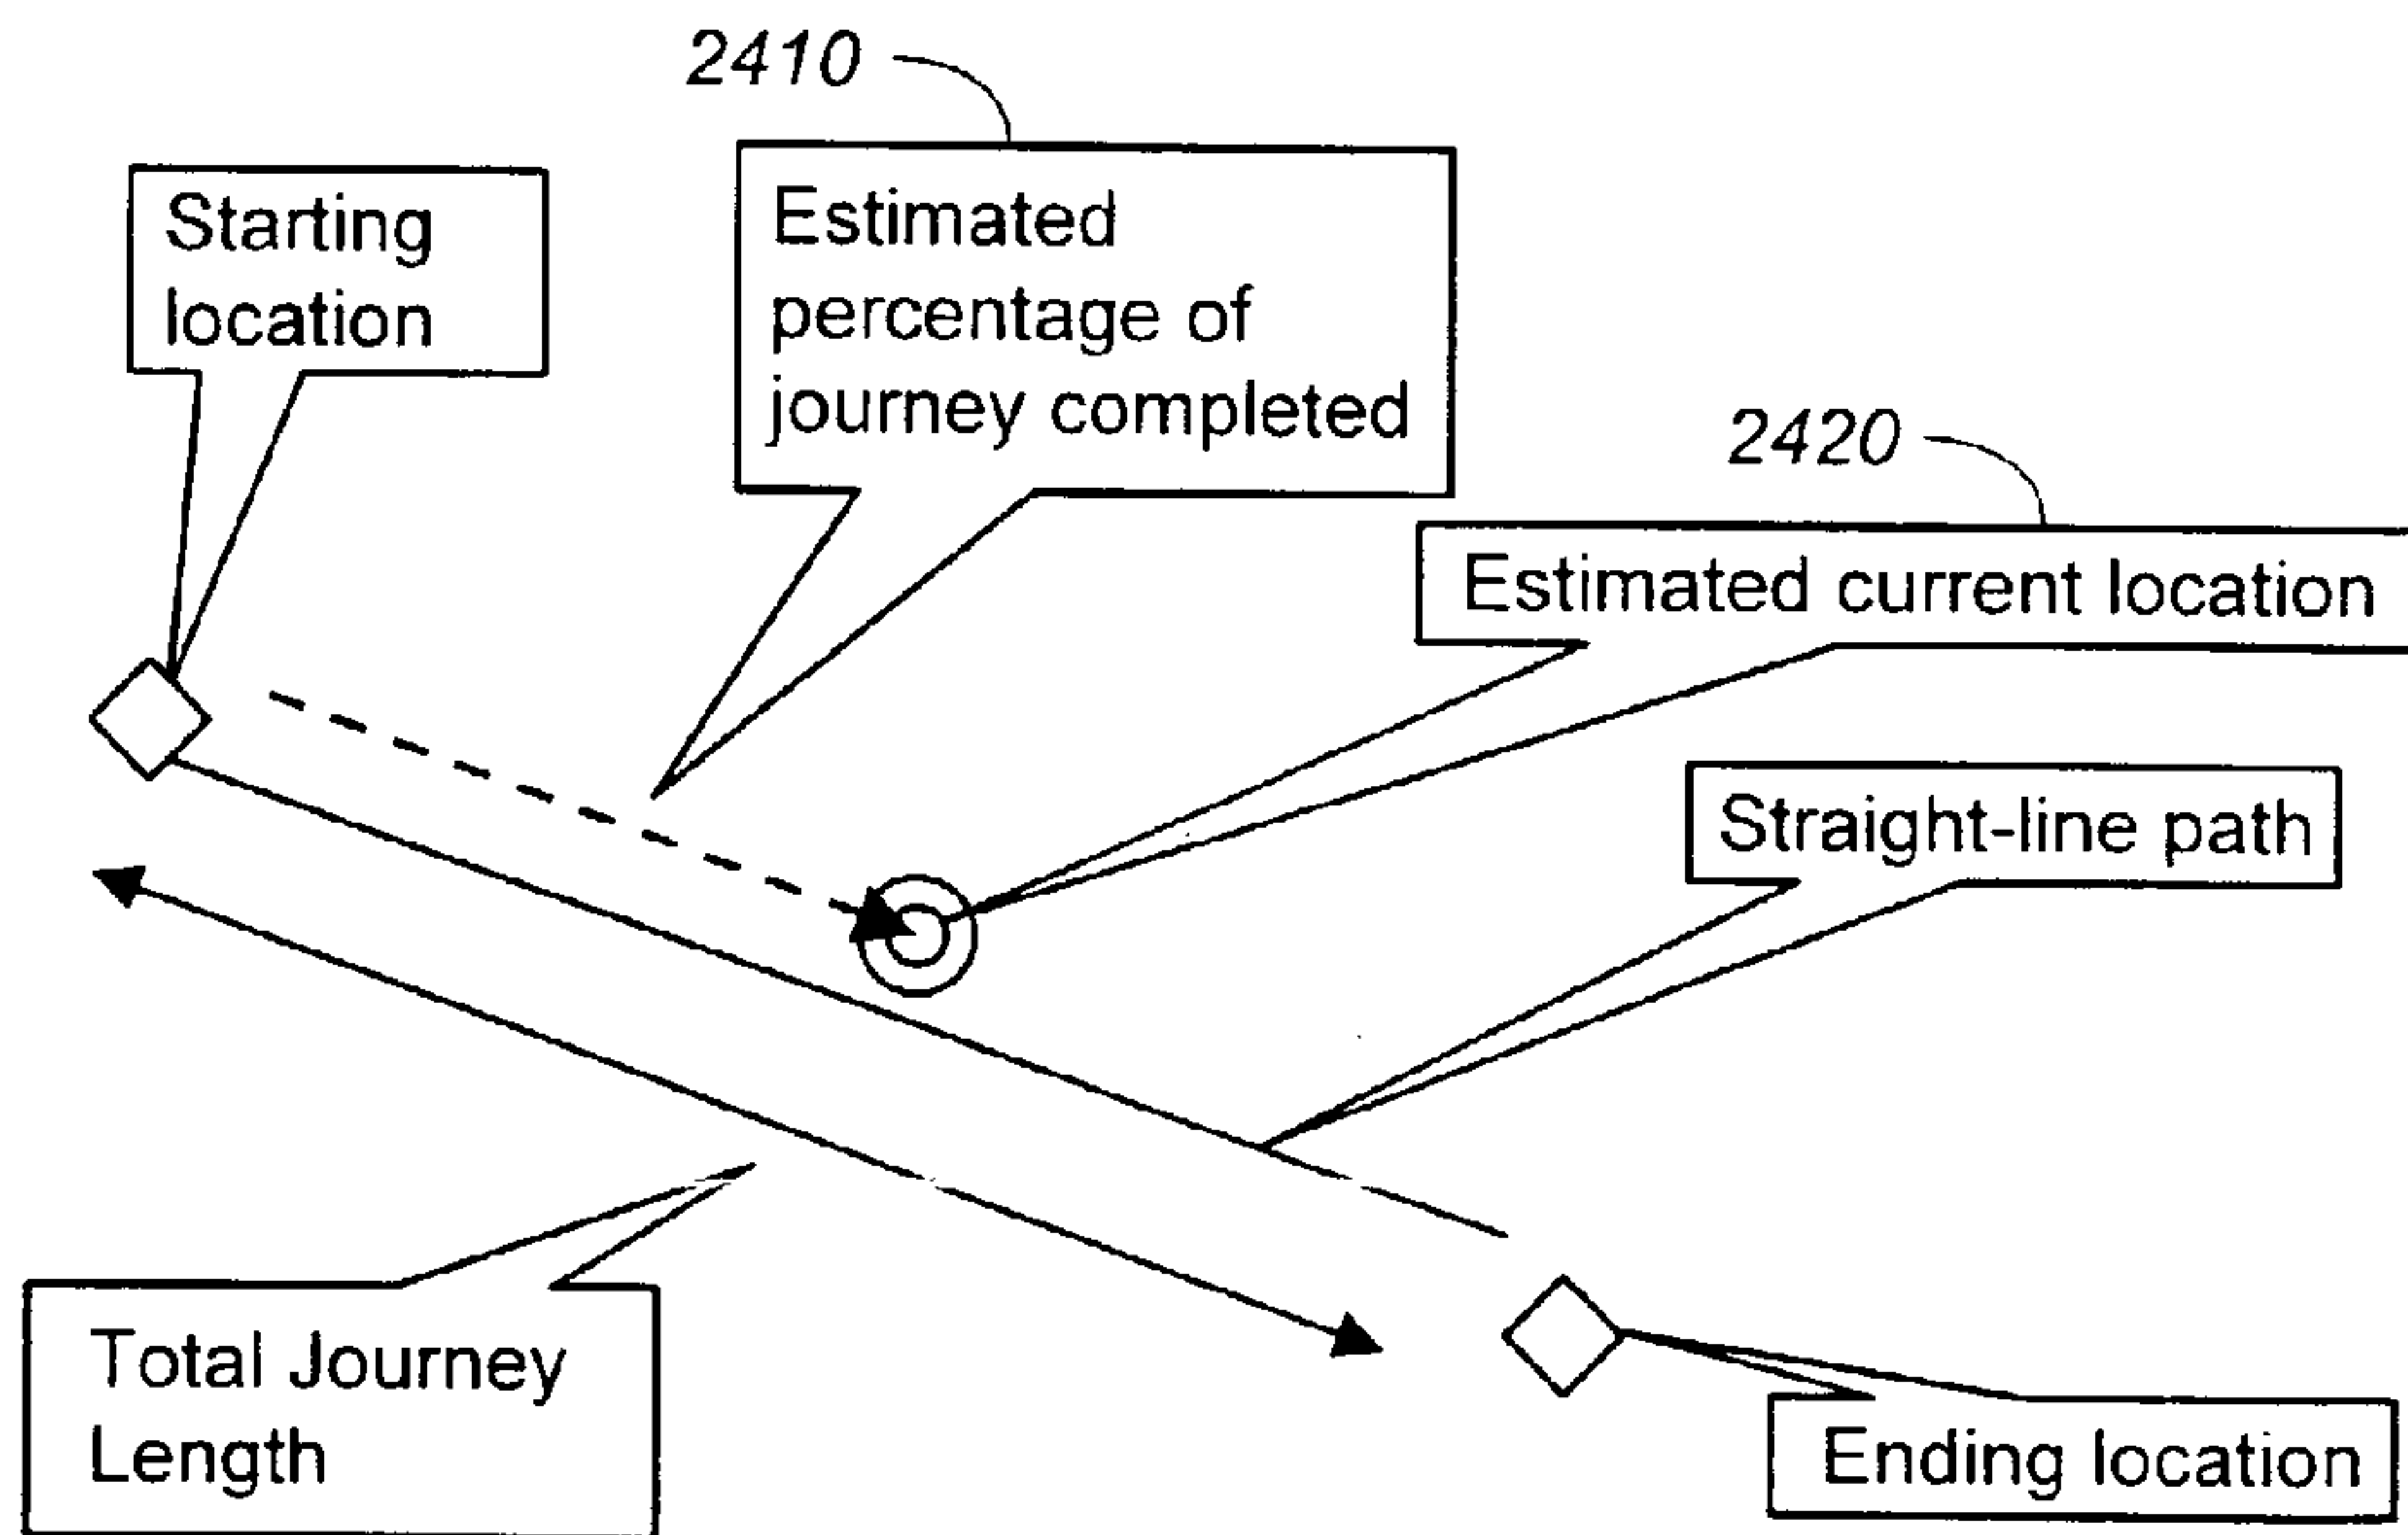 2410
Starting
location
Estimated
percentage of
journey completed
2420
Estimated current location
Straight-line path
Total Journey
Length
Ending location